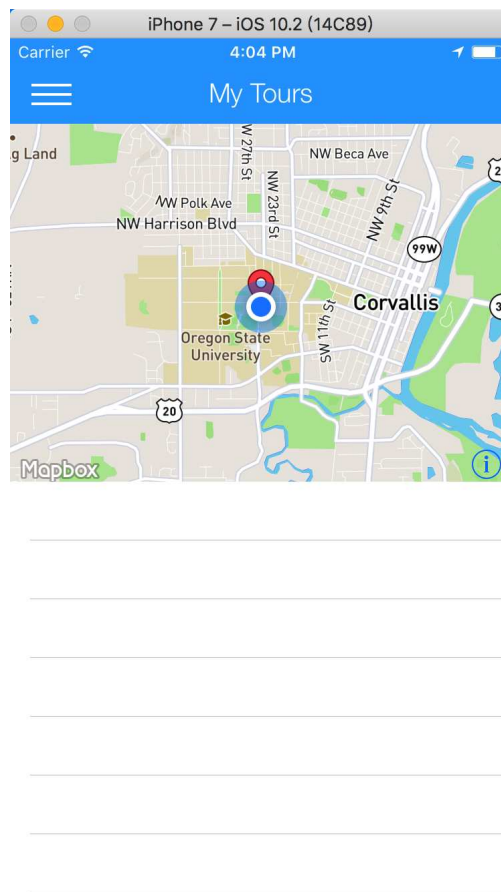 iPhone 7 – iOS 10.2 (14C89)
Carrier 4:04 PM
My Tours
g Land
NW Beca Ave
W 27th St
NW 23rd St
NW 9th St
NW Polk Ave
NW Harrison Blvd
99W
Corvallis
SW 11th St
Oregon State
University
20
Mapbox
i